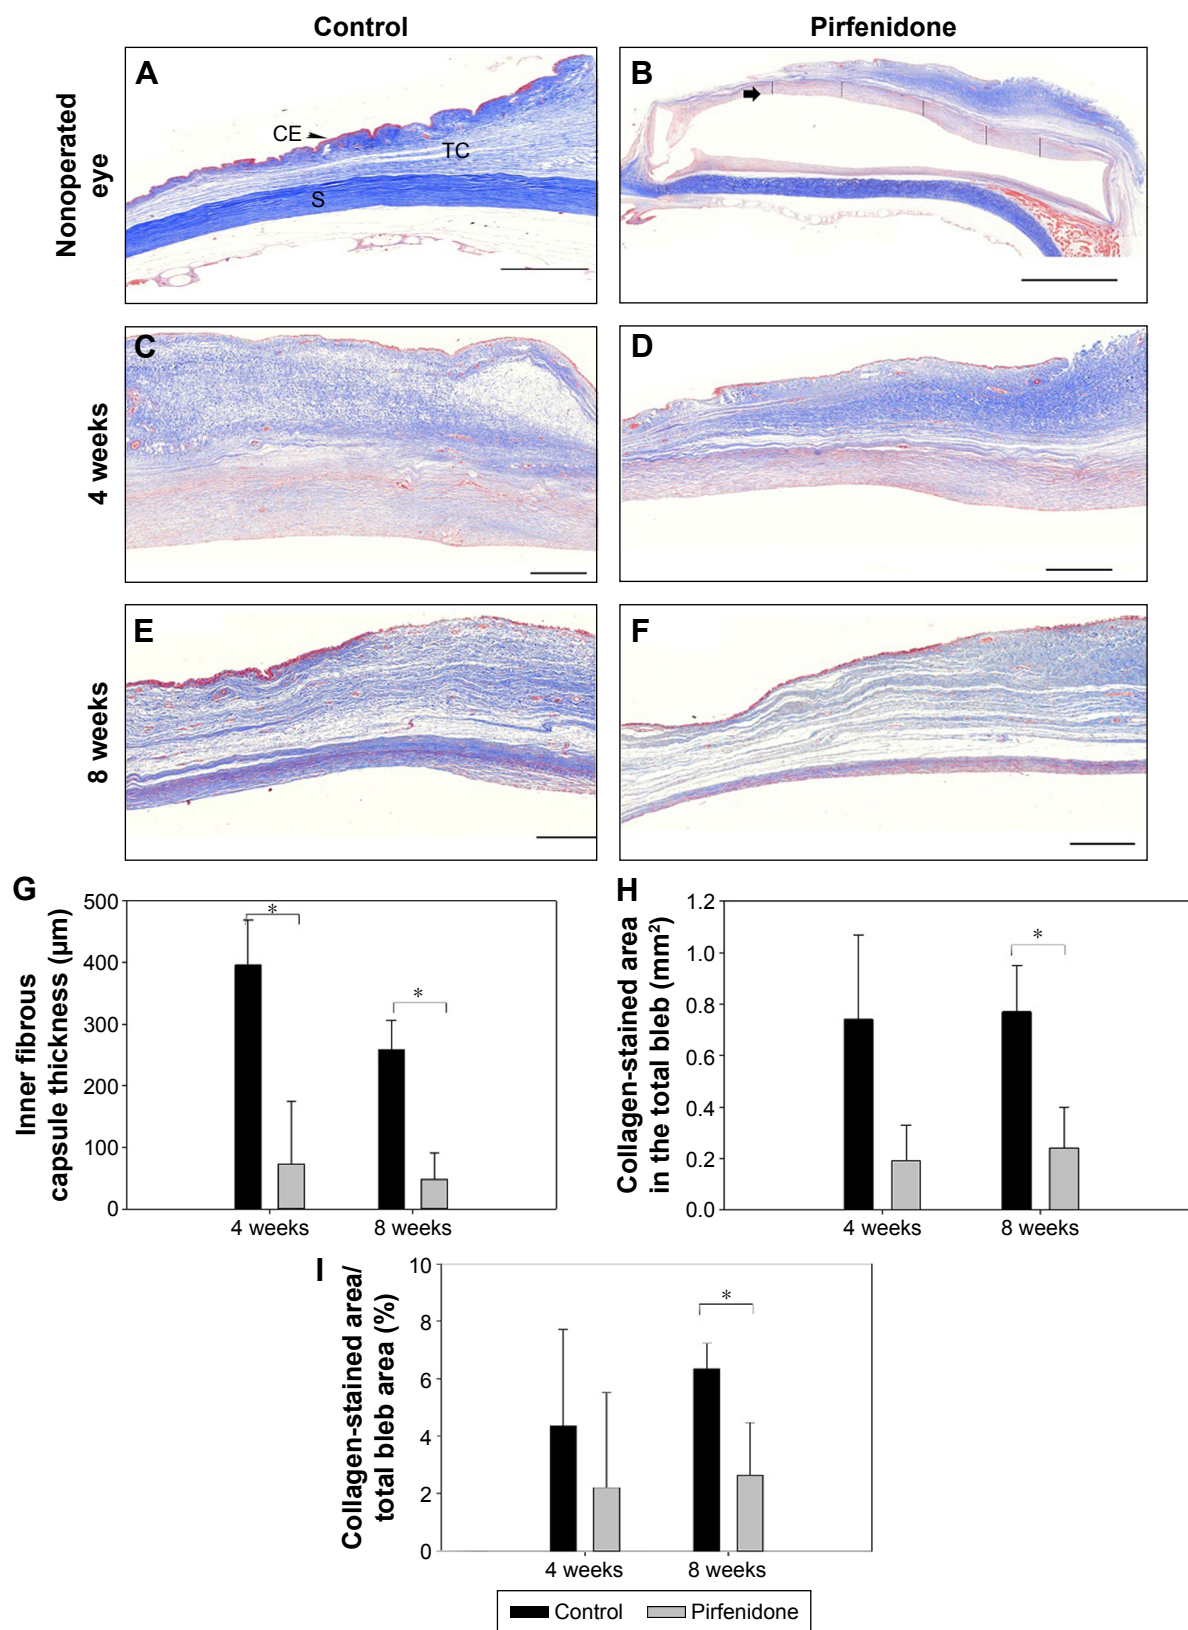 Control
Pirfenidone
Nonoperated
eye
A
CE
TC
S
B
4 weeks
C
D
8 weeks
E
F
G
Inner fibrous
capsule thickness (µm)
500
400
300
200
100
0
*
*
4 weeks
8 weeks
H
Collagen-stained area
in the total bleb (mm²)
1.2
1.0
0.8
0.6
0.4
0.2
0.0
*
4 weeks
8 weeks
I
Collagen-stained area/
total bleb area (%)
10
8
6
4
2
0
*
4 weeks
8 weeks
Control
Pirfenidone